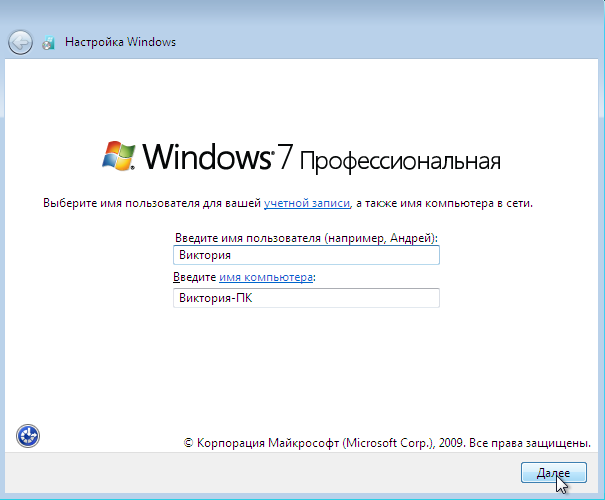 Настройка Windows
Windows 7 Профессиональная
Выберите имя пользователя для вашей учетной записи, а также имя компьютера в сети.
Введите имя пользователя (например, Андрей):
Виктория
Введите имя компьютера:
Виктория-ПК
© Корпорация Майкрософт (Microsoft Corp.), 2009. Все права защищены.
Далее